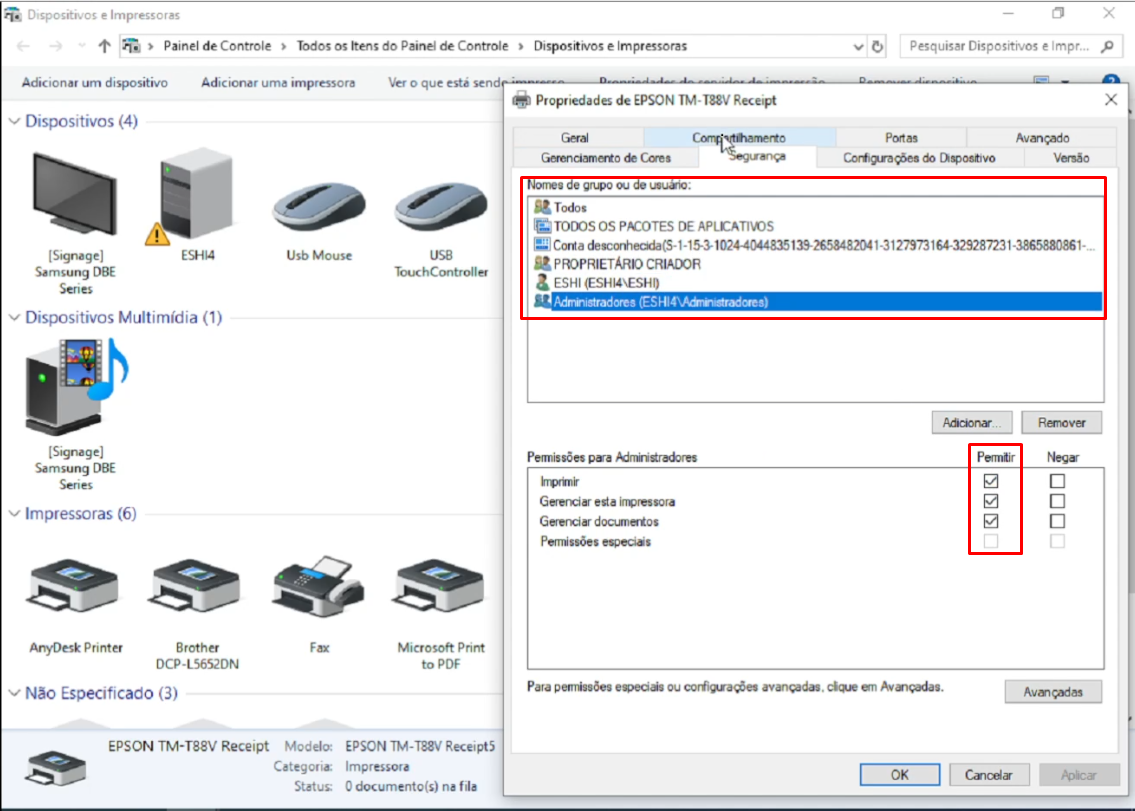 Dispositivos e Impressoras
Painel de Controle > Todos os Itens do Painel de Controle > Dispositivos e Impressoras
Pesquisar Dispositivos e Impr...
Adicionar um dispositivo
Adicionar uma impressora
Ver o que está sendo impresso
Propriedades do servidor de impressão
Remover dispositivo
Dispositivos (4)
[Signage]
Samsung DBE
Series
ESHI4
Usb Mouse
USB
TouchController
Dispositivos Multimídia (1)
[Signage]
Samsung DBE
Series
Impressoras (6)
AnyDesk Printer
Brother
DCP-L5652DN
Fax
Microsoft Print
to PDF
Não Especificado (3)
EPSON TM-T88V Receipt
Modelo: EPSON TM-T88V Receipt5
Categoria: Impressora
Status: 0 documento(s) na fila
Propriedades de EPSON TM-T88V Receipt
Geral
Compartilhamento
Portas
Avançado
Gerenciamento de Cores
Segurança
Configurações do Dispositivo
Versão
Nomes de grupo ou de usuário:
Todos
TODOS OS PACOTES DE APLICATIVOS
Conta desconhecida(S-1-15-3-1024-4044835139-2658482041-3127973164-329287231-3865880861-...
PROPRIETÁRIO CRIADOR
ESHI (ESHI4\ESHI)
Administradores (ESHI4\Administradores)
Adicionar...
Remover
Permissões para Administradores
Permitir
Negar
Imprimir
Gerenciar esta impressora
Gerenciar documentos
Permissões especiais
Para permissões especiais ou configurações avançadas, clique em Avançadas.
Avançadas
OK
Cancelar
Aplicar